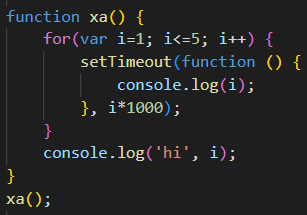 function xa() {
    for(var i=1; i<=5; i++) {
        setTimeout(function () {
            console.log(i);
        }, i*1000);
    }
    console.log('hi', i);
}
xa();